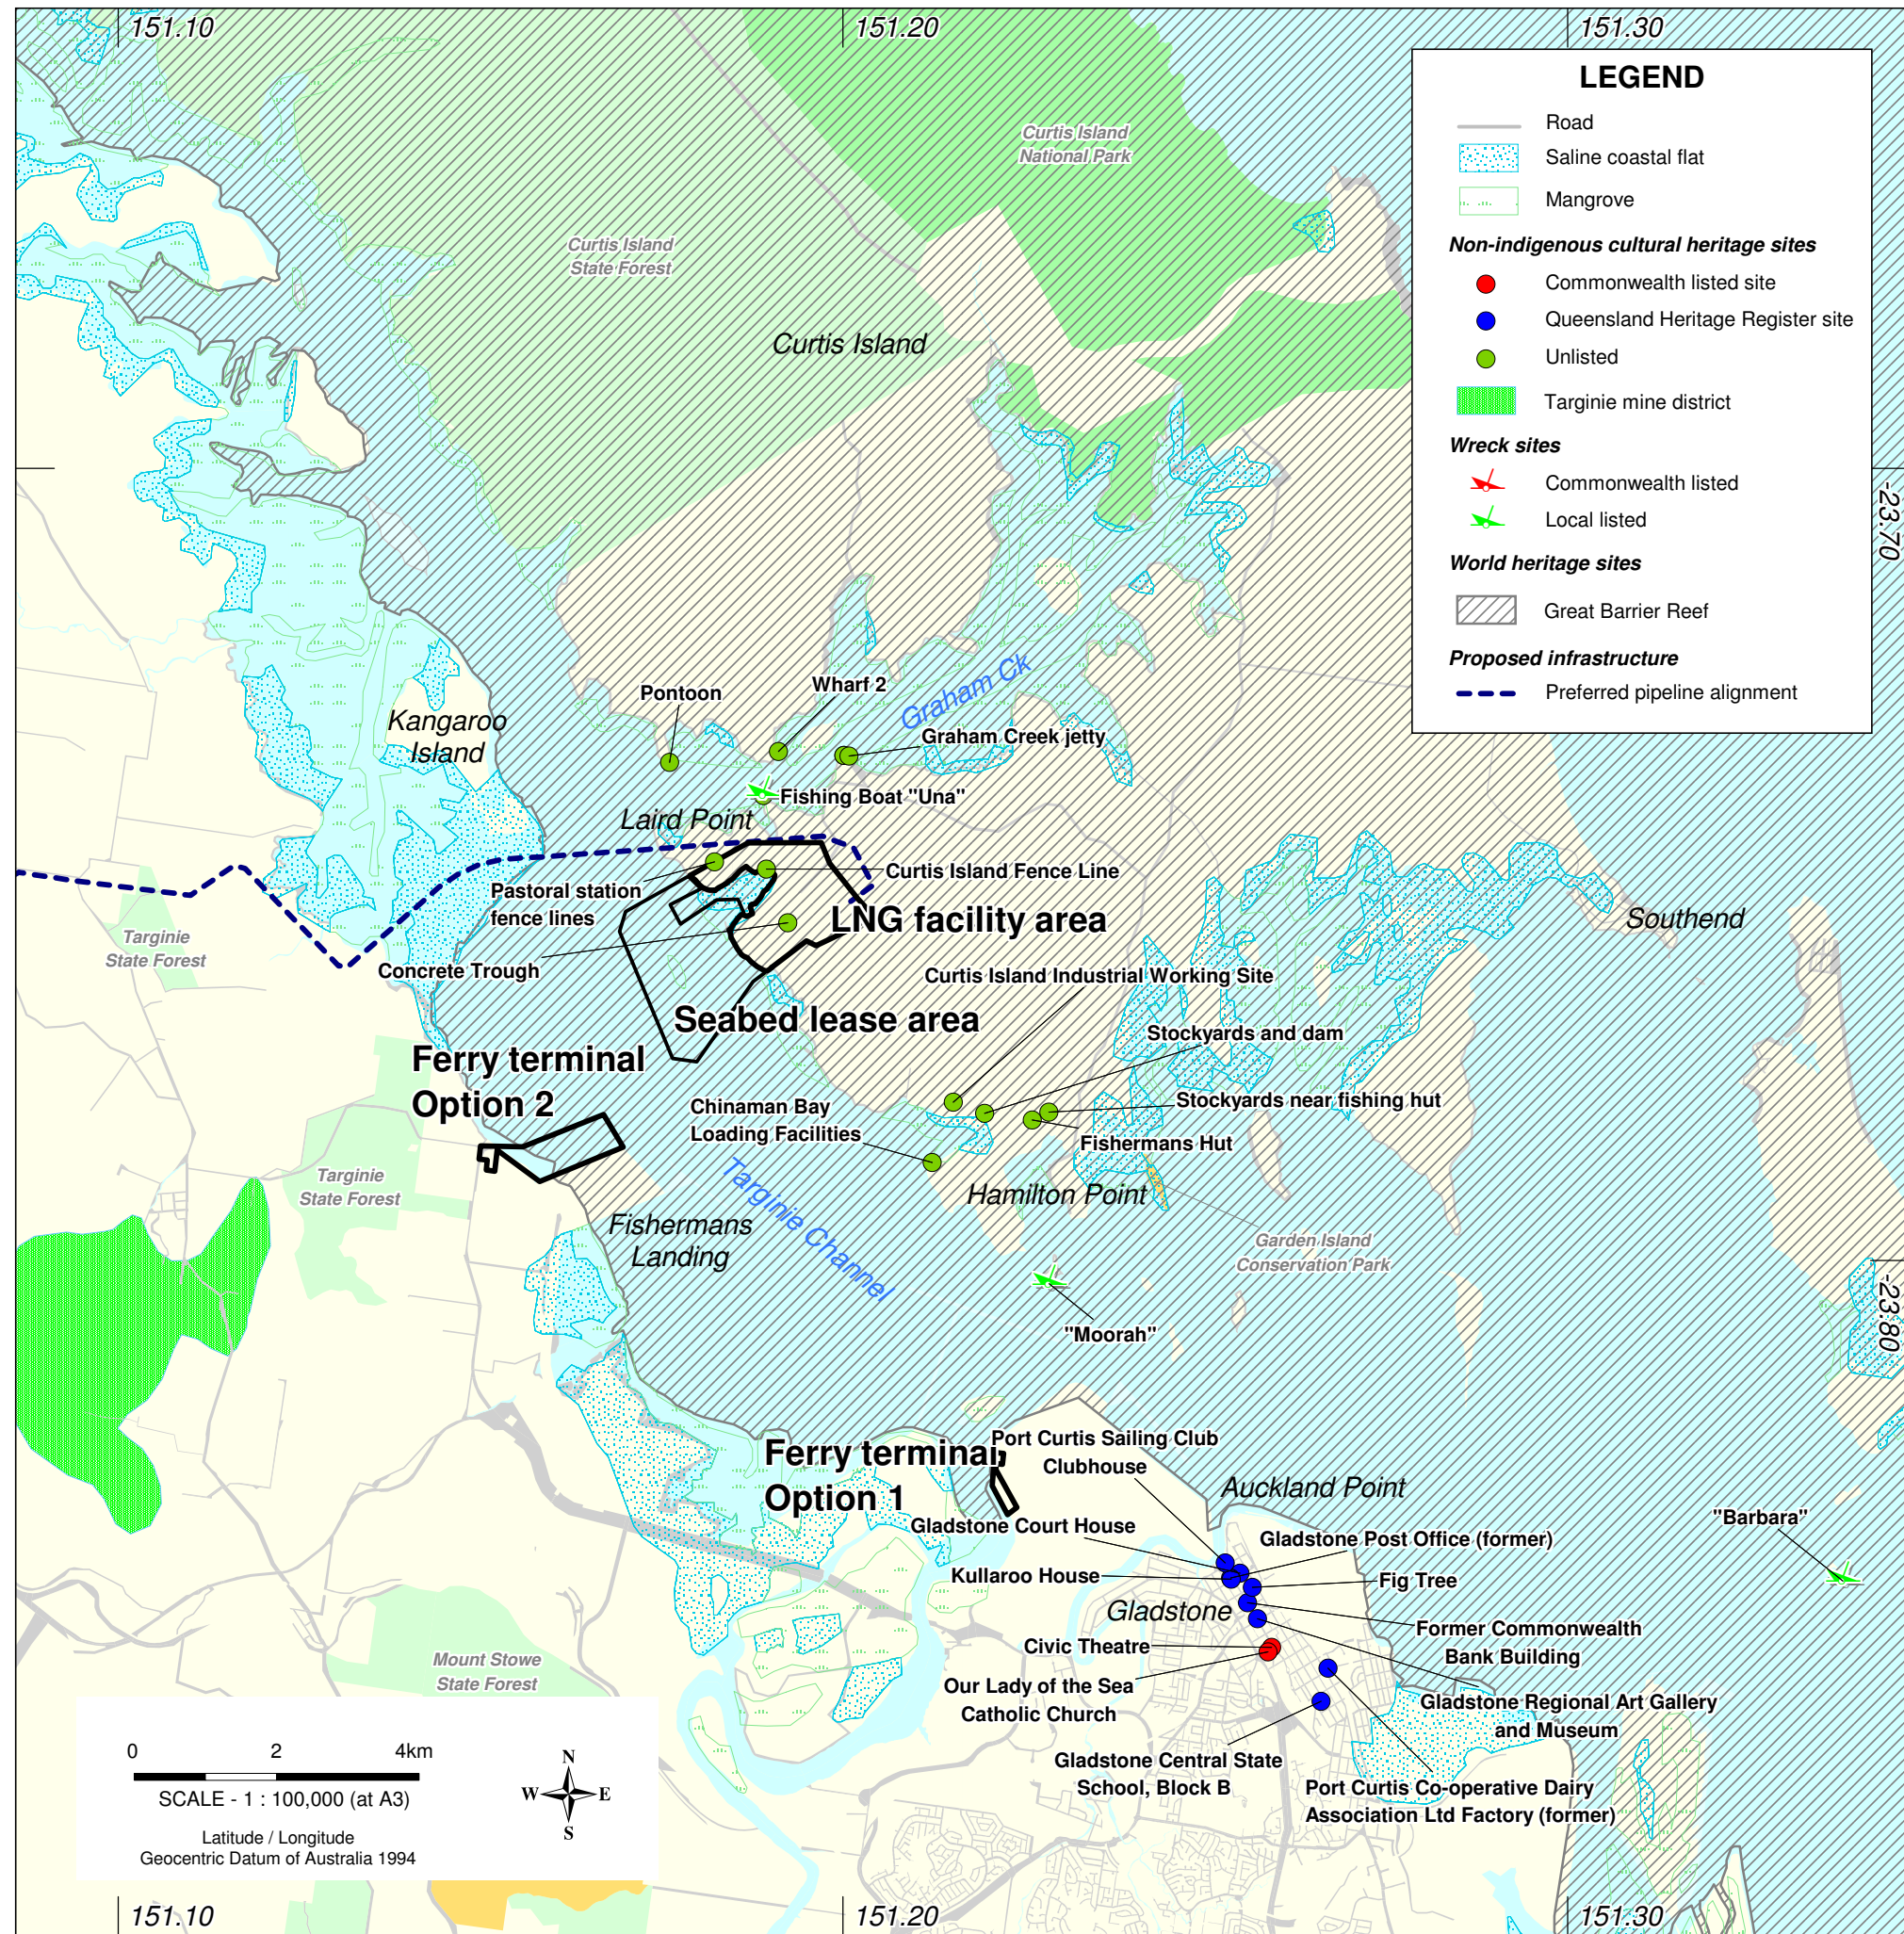 151.10
151.20
151.30
LEGEND
Road
Saline coastal flat
Mangrove
Non-indigenous cultural heritage sites
Commonwealth listed site
Queensland Heritage Register site
Unlisted
Targinie mine district
Wreck sites
Commonwealth listed
Local listed
World heritage sites
Great Barrier Reef
Proposed infrastructure
Preferred pipeline alignment
Curtis Island
National Park
Curtis Island
State Forest
Curtis Island
-23.70
Graham Ck
Pontoon
Wharf 2
Graham Creek jetty
Kangaroo
Island
Fishing Boat "Una"
Laird Point
Curtis Island Fence Line
Pastoral station
fence lines
LNG facility area
Southend
Targinie
State Forest
Concrete Trough
Curtis Island Industrial Working Site
Seabed lease area
Stockyards and dam
Ferry terminal
Option 2
Chinaman Bay
Loading Facilities
Stockyards near fishing hut
Fishermans Hut
Targinie
State Forest
Targinie Channel
Hamilton Point
Fishermans
Landing
Garden Island
Conservation Park
-23.80
"Moorah"
Ferry terminal
Option 1
Port Curtis Sailing Club
Clubhouse
Auckland Point
"Barbara"
Gladstone Court House
Gladstone Post Office (former)
Kullaroo House
Fig Tree
Gladstone
Former Commonwealth
Bank Building
Civic Theatre
Mount Stowe
State Forest
Our Lady of the Sea
Catholic Church
Gladstone Regional Art Gallery
and Museum
Gladstone Central State
School, Block B
Port Curtis Co-operative Dairy
Association Ltd Factory (former)
0 2 4km
SCALE - 1 : 100,000 (at A3)
Latitude / Longitude
Geocentric Datum of Australia 1994
N
W E
S
151.10
151.20
151.30